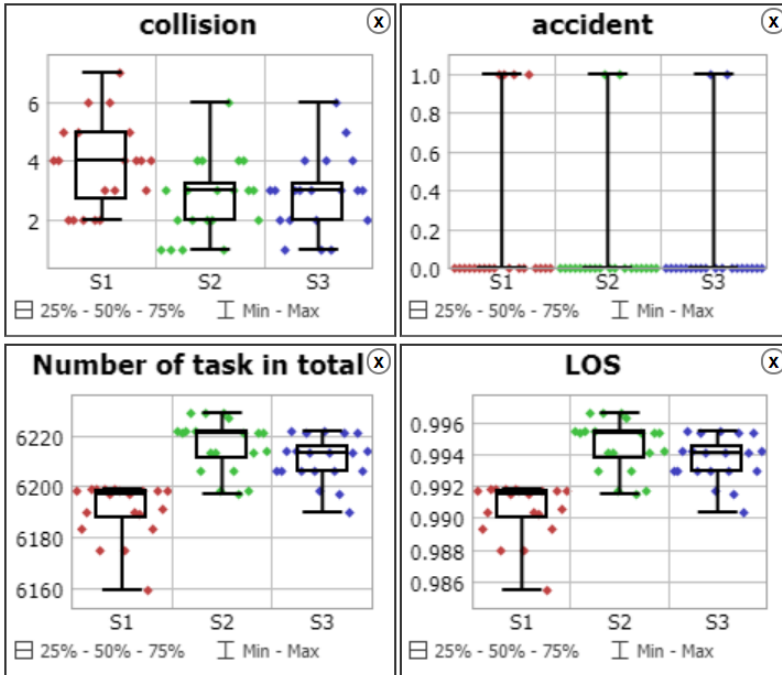 collision
x
6
4
2
S1
S2
S3
25% - 50% - 75%
Min - Max
accident
x
1.0
0.8
0.6
0.4
0.2
0.0
S1
S2
S3
25% - 50% - 75%
Min - Max
Number of task in total
x
6220
6200
6180
6160
S1
S2
S3
25% - 50% - 75%
Min - Max
LOS
x
0.996
0.994
0.992
0.990
0.988
0.986
S1
S2
S3
25% - 50% - 75%
Min - Max